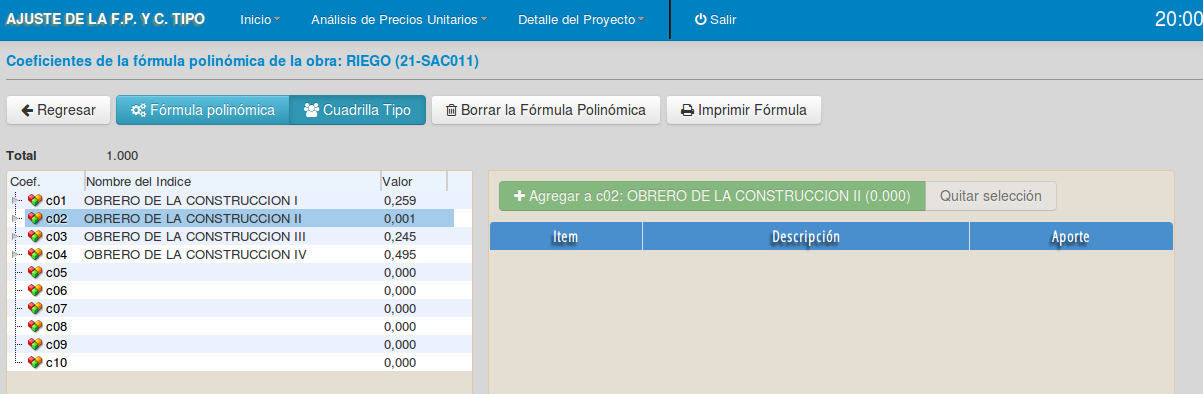 AJUSTE DE LA F.P. Y C. TIPO Inicio Análisis de Precios Unitarios Detalle del Proyecto Salir 20:00
Coeficientes de la fórmula polinómica de la obra: RIEGO (21-SAC011)
Regresar Fórmula polinómica Cuadrilla Tipo Borrar la Fórmula Polinómica Imprimir Fórmula
Total 1.000
Coef. Nombre del Indice Valor
c01 OBRERO DE LA CONSTRUCCION I 0,259
c02 OBRERO DE LA CONSTRUCCION II 0,001
c03 OBRERO DE LA CONSTRUCCION III 0,245
c04 OBRERO DE LA CONSTRUCCION IV 0,495
c05 0,000
c06 0,000
c07 0,000
c08 0,000
c09 0,000
c10 0,000
Agregar a c02: OBRERO DE LA CONSTRUCCION II (0.000) Quitar selección
Item Descripción Aporte